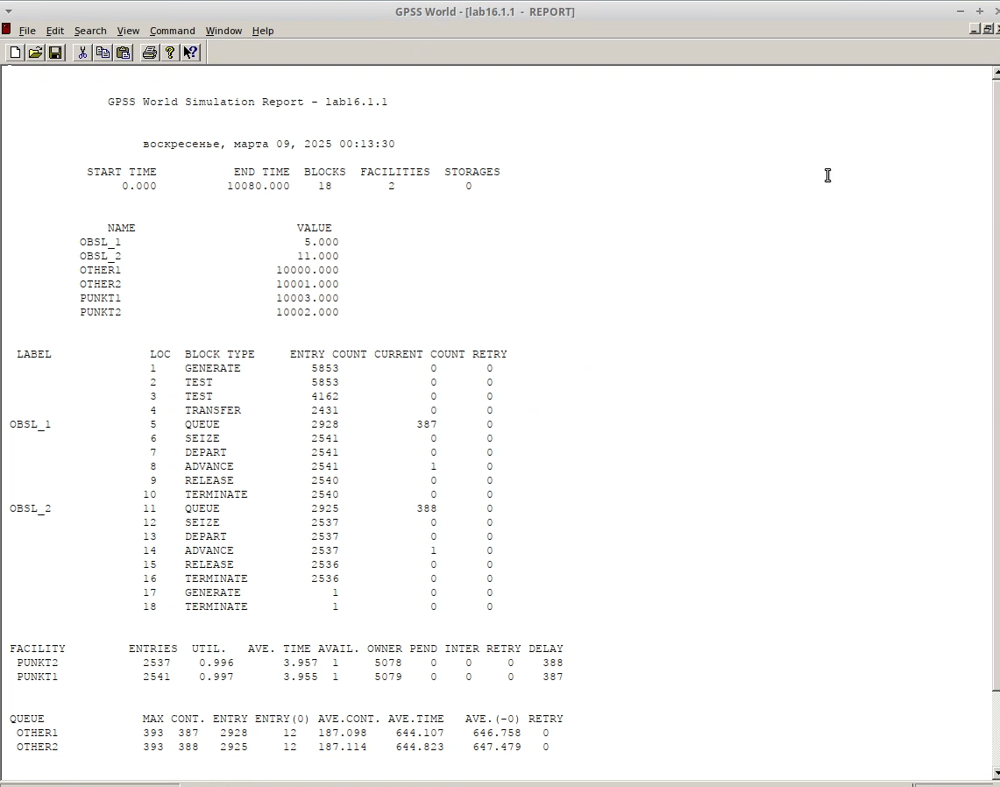 GPSS World - [lab16.1.1 - REPORT]
File Edit Search View Command Window Help
GPSS World Simulation Report - lab16.1.1
воскресенье, марта 09, 2025 00:13:30
START TIME END TIME BLOCKS FACILITIES STORAGES
0.000 10080.000 18 2 0
NAME VALUE
OBSL_1 5.000
OBSL_2 11.000
OTHER1 10000.000
OTHER2 10001.000
PUNKT1 10003.000
PUNKT2 10002.000
LABEL LOC BLOCK TYPE ENTRY COUNT CURRENT COUNT RETRY
1 GENERATE 5853 0 0
2 TEST 5853 0 0
3 TEST 4162 0 0
4 TRANSFER 2431 0 0
OBSL_1 5 QUEUE 2928 387 0
6 SEIZE 2541 0 0
7 DEPART 2541 0 0
8 ADVANCE 2541 1 0
9 RELEASE 2540 0 0
10 TERMINATE 2540 0 0
OBSL_2 11 QUEUE 2925 388 0
12 SEIZE 2537 0 0
13 DEPART 2537 0 0
14 ADVANCE 2537 1 0
15 RELEASE 2536 0 0
16 TERMINATE 2536 0 0
17 GENERATE 1 0 0
18 TERMINATE 1 0 0
FACILITY ENTRIES UTIL. AVE. TIME AVAIL. OWNER PEND INTER RETRY DELAY
PUNKT2 2537 0.996 3.957 1 5078 0 0 0 388
PUNKT1 2541 0.997 3.955 1 5079 0 0 0 387
QUEUE MAX CONT. ENTRY ENTRY(0) AVE.CONT. AVE.TIME AVE.(-0) RETRY
OTHER1 393 387 2928 12 187.098 644.107 646.758 0
OTHER2 393 388 2925 12 187.114 644.823 647.479 0